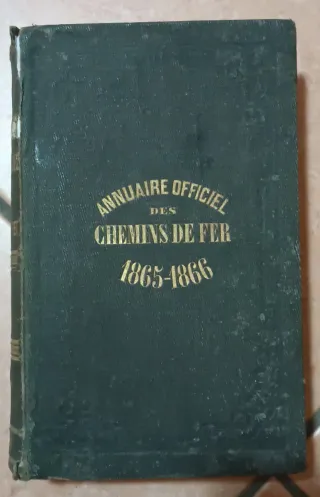 ANNUAIRE OFFICIEL
DES
CHEMINS DE FER
1865-1866